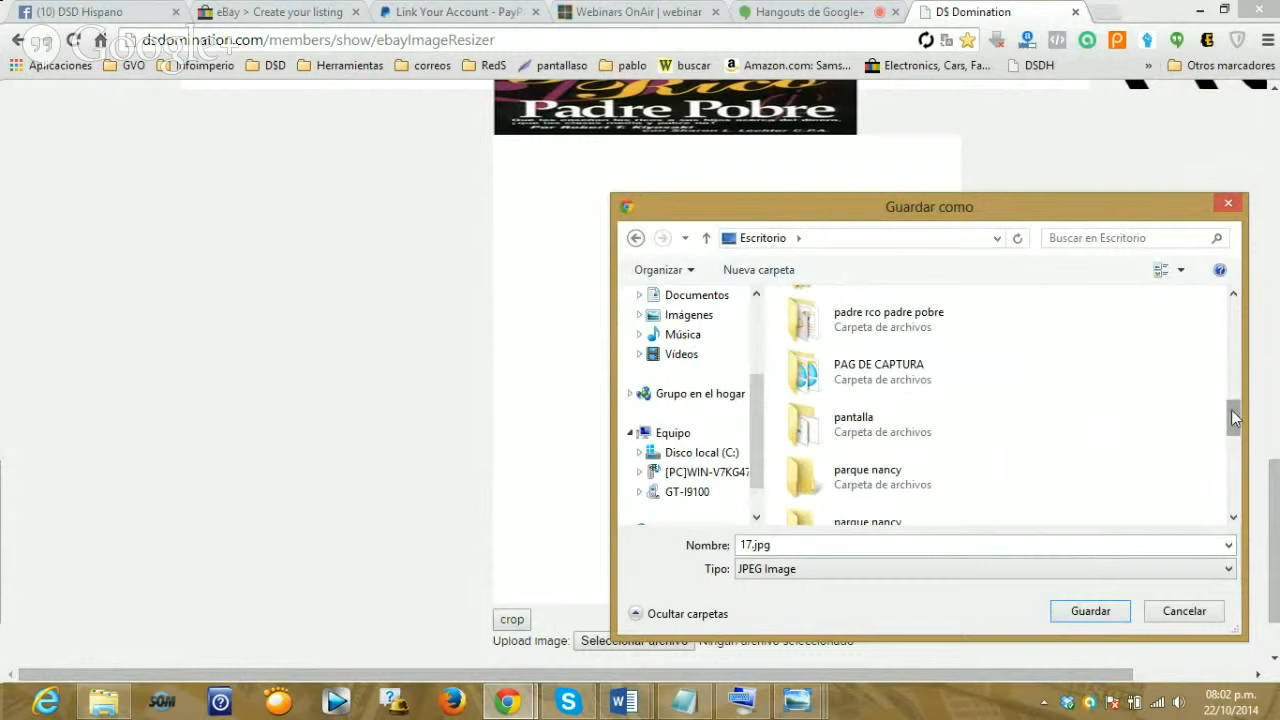 (10) DSD Hispano
eBay > Create your listing
Link Your Account - PayP
Webinars OnAir | webinar
Hangouts de Google+
DS Domination
Google
dsdomination.com/members/show/ebayImageResizer
Aplicaciones
GVO
Infoimperio
DSD
Herramientas
correos
RedS
pantallaso
pablo
buscar
Amazon.com: Sams...
Electronics, Cars, Fa...
DSDH
»
Otros marcadores
Padre Pobre
Guardar como
Escritorio
Buscar en Escritorio
Organizar
Nueva carpeta
Documentos
Imágenes
Música
Vídeos
Grupo en el hogar
Equipo
Disco local (C:)
[PC]WIN-V7KG47
GT-I9100
padre rco padre pobre
Carpeta de archivos
PAG DE CAPTURA
Carpeta de archivos
pantalla
Carpeta de archivos
parque nancy
Carpeta de archivos
parque nancy
Nombre: 17.jpg
Tipo: JPEG Image
Ocultar carpetas
Guardar
Cancelar
crop
Upload image: Seleccionar archivo Ningún archivo seleccionado
SOM
08:02 p.m.
22/10/2014